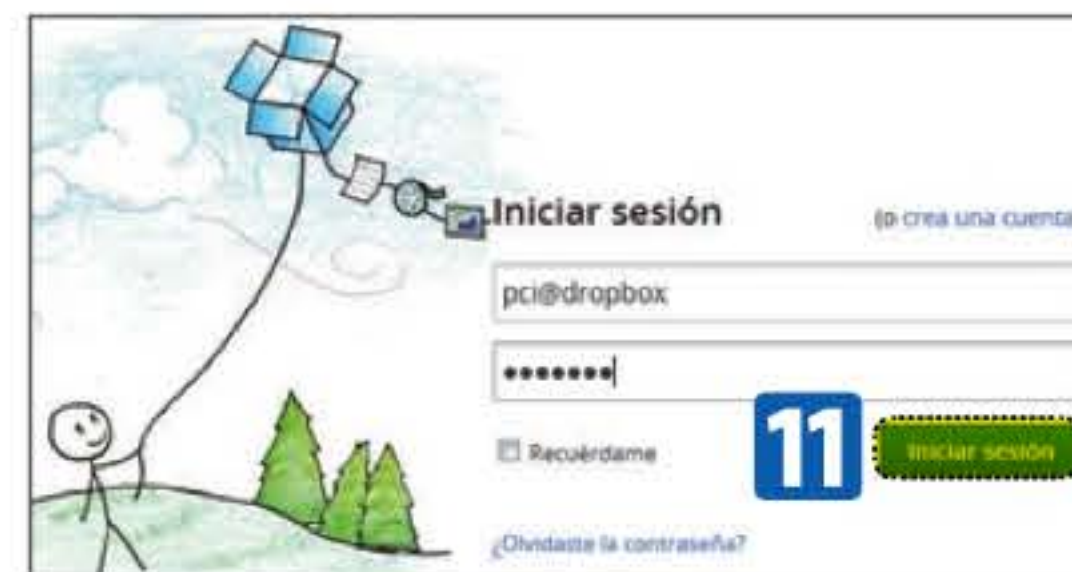 Iniciar sesión
(o crea una cuenta
pci@dropbox
•••••••
Recuérdame
11
Iniciar sesión
¿Olvidaste la contraseña?